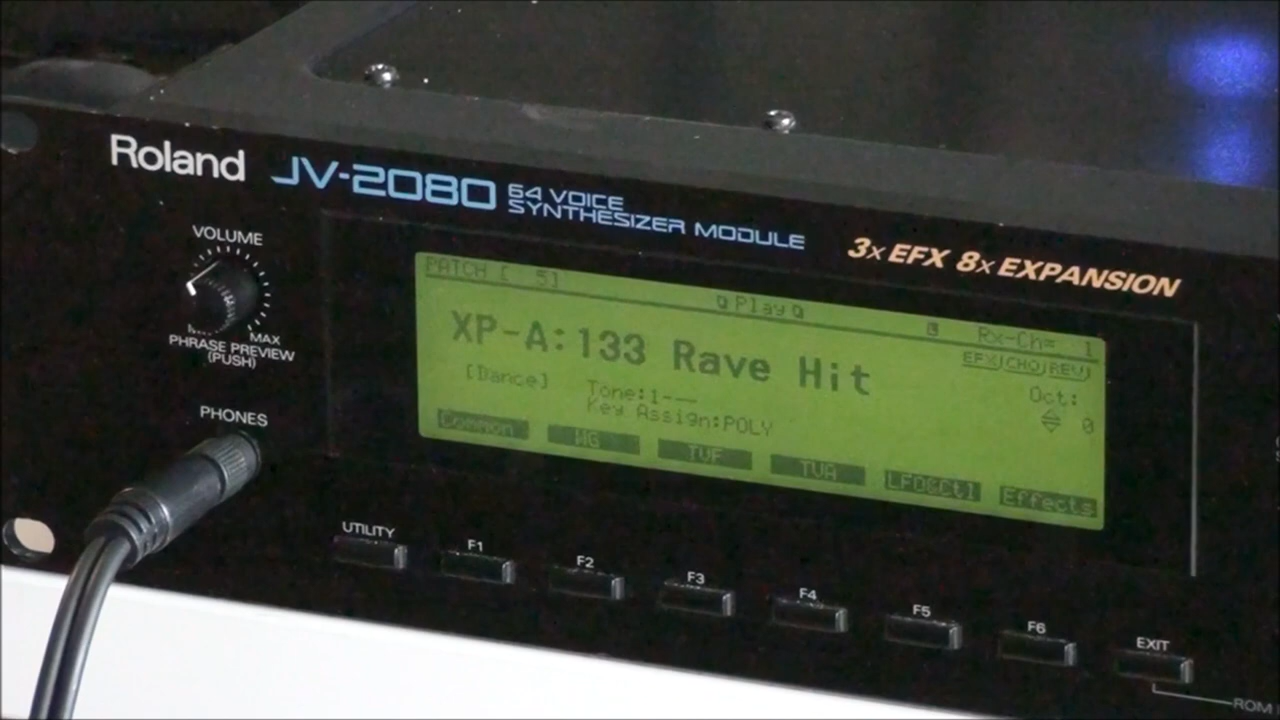 Roland JV-2080 64 VOICE
SYNTHESIZER MODULE
3x EFX 8x EXPANSION
VOLUME
MAX
PHRASE PREVIEW
(PUSH)
PHONES
PATCH [ 5]
Play
Rx-Ch= 1
XP-A:133 Rave Hit
EFX CHO REV
[Dance]
Tone:1---
Key Assign:POLY
Oct:
0
Common WG TVF TVA LFO&Ctl Effects
UTILITY F1 F2 F3 F4 F5 F6 EXIT
ROM